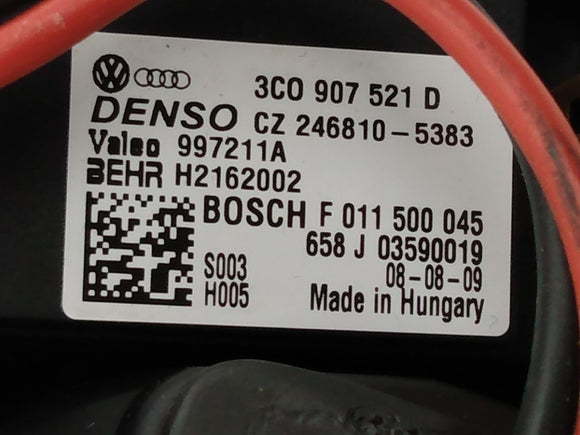 3C0 907 521 D
DENSO CZ 246810-5383
Valeo 997211A
BEHR H2162002
BOSCH F 011 500 045
658 J 03590019
S003 08-08-09
H005 Made in Hungary